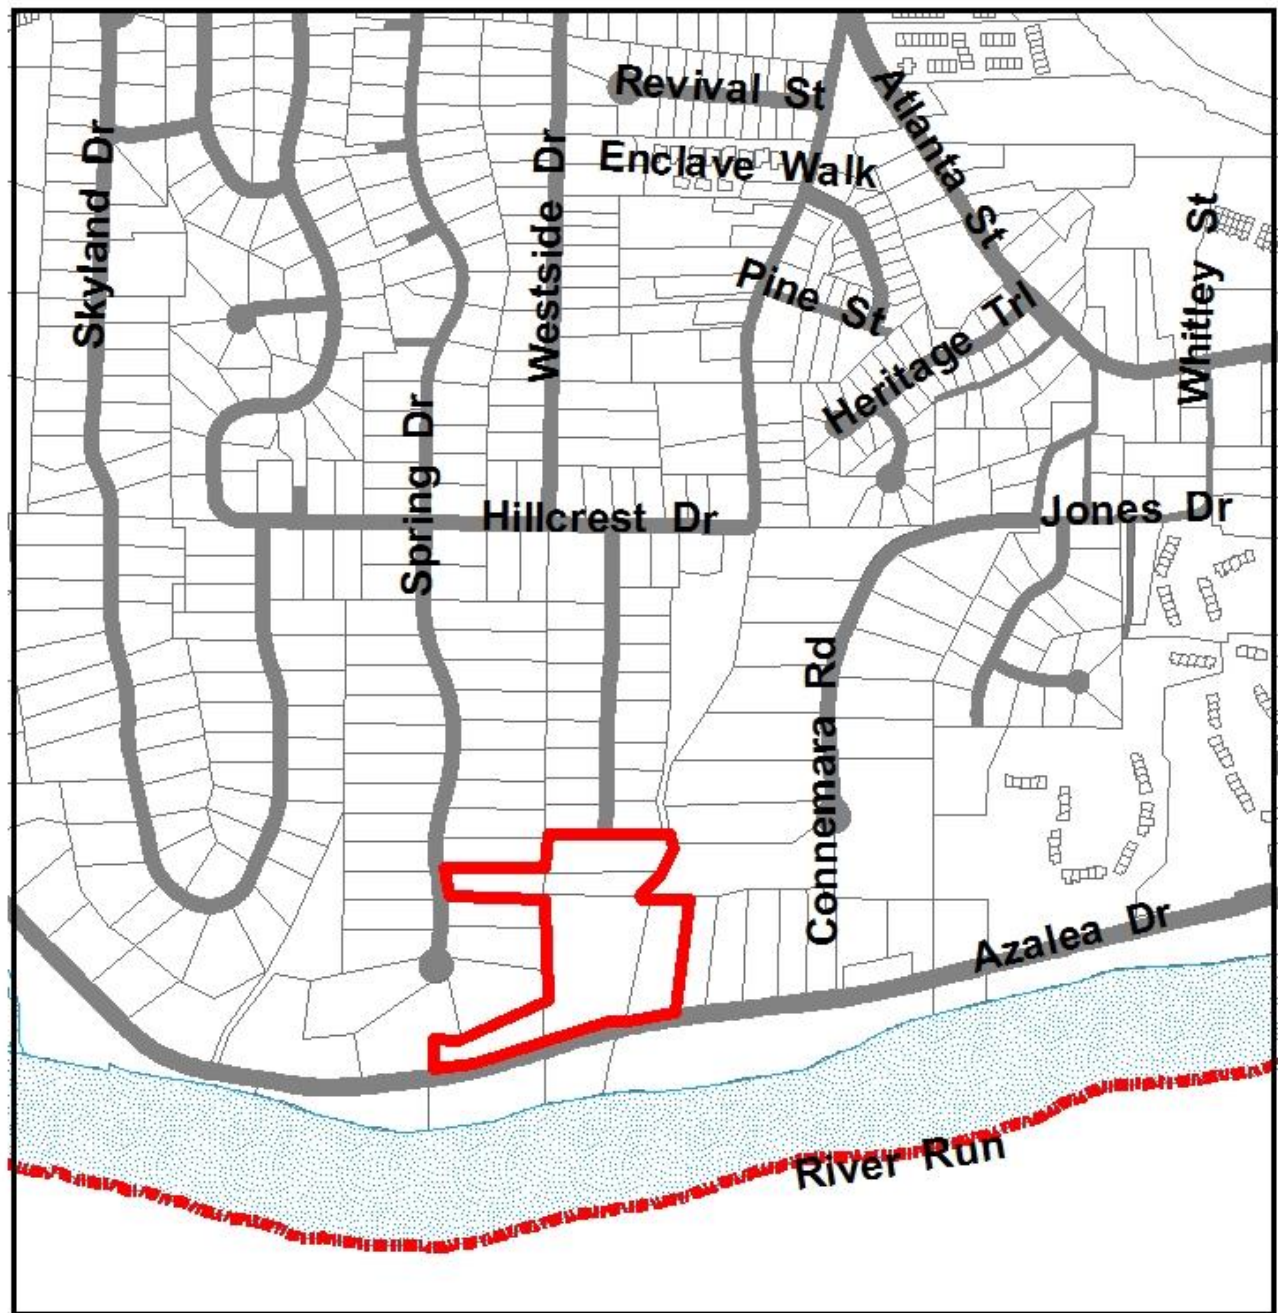 Revival St
Atlanta St
Enclave Walk
Skyland Dr
Westside Dr
Whitley St
Pine St
Heritage Trl
Spring Dr
Hillcrest Dr
Jones Dr
Connemara Rd
Azalea Dr
River Run